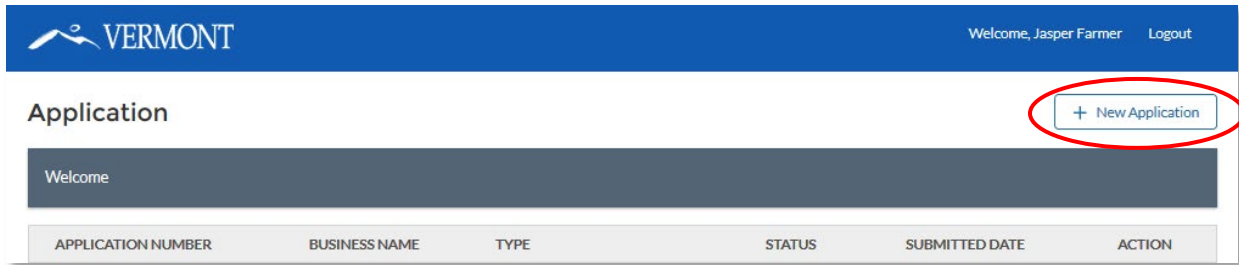 VERMONT
Welcome, Jasper Farmer Logout
Application
+ New Application
Welcome
APPLICATION NUMBER BUSINESS NAME TYPE STATUS SUBMITTED DATE ACTION